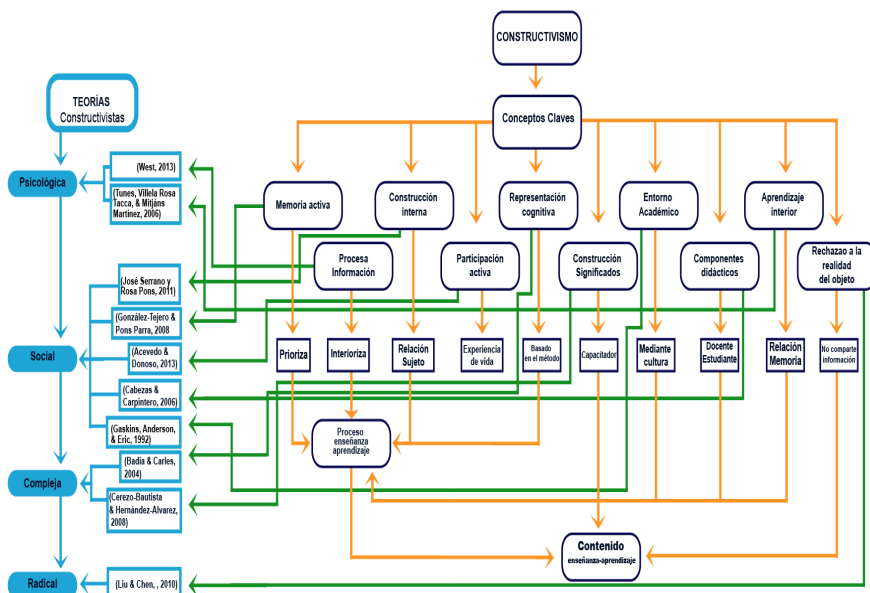 CONSTRUCTIVISMO
TEORÍAS
Constructivistas
Conceptos Claves
Psicológica
(West, 2013)
(Tunes, Villela Rosa
Tacca, & Mitjáns
Martínez, 2006)
Memoria activa
Construcción
interna
Representación
cognitiva
Entorno
Académico
Aprendizaje
interior
Procesa
Información
Participación
activa
Construcción
Significados
Componentes
didácticos
Rechazao a la
realidad
del objeto
(José Serrano y
Rosa Pons, 2011)
(González-Tejero &
Pons Parra, 2008
Social
(Acevedo &
Donoso, 2013)
(Cabezas &
Carpintero, 2006)
(Gaskins, Anderson,
& Eric, 1992)
Prioriza
Interioriza
Relación
Sujeto
Experiencia
de vida
Basado
en el método
Capacitador
Mediante
cultura
Docente
Estudiante
Relación
Memoria
No comparte
información
Proceso
enseñanza
aprendizaje
Compleja
(Badia & Carles,
2004)
(Cerezo-Bautista
& Hernández-Alvarez,
2008)
Contenido
enseñanza-aprendizaje
Radical
(Liu & Chen, , 2010)